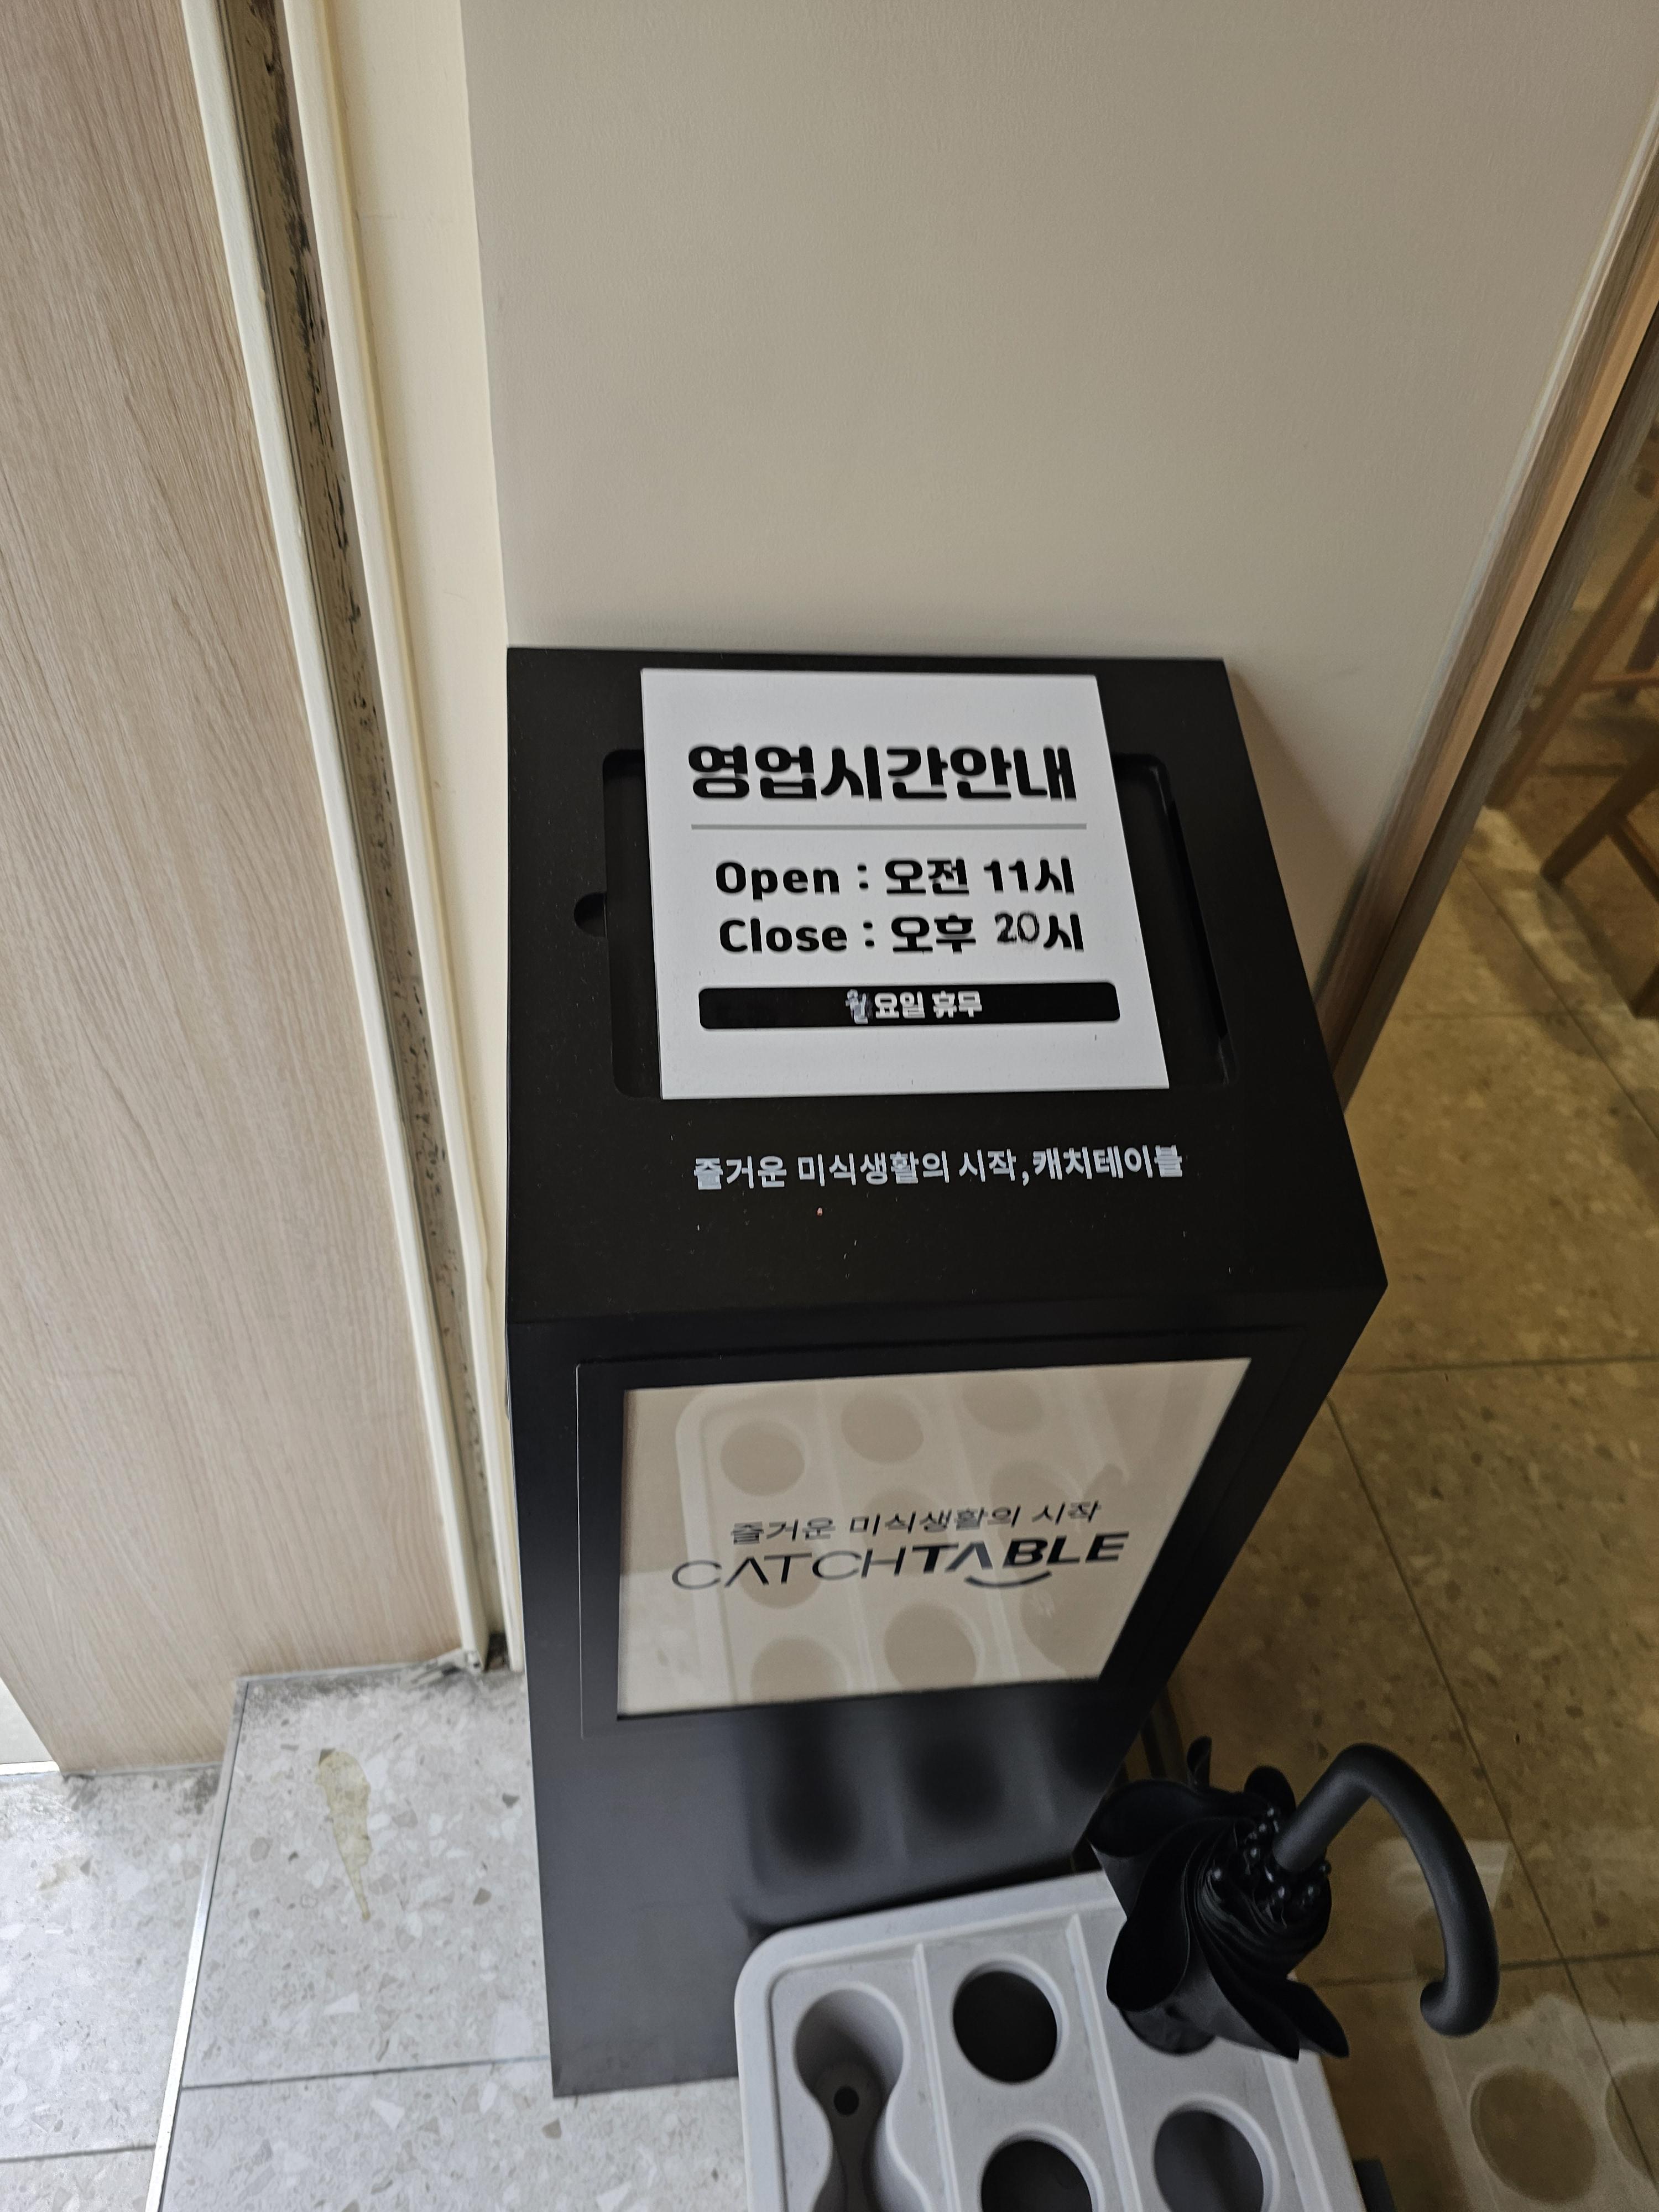 영업시간안내
Open : 오전 11시
Close : 오후 20시
월요일 휴무
즐거운 미식생활의 시작,캐치테이블
즐거운 미식생활의 시작
CATCHTABLE